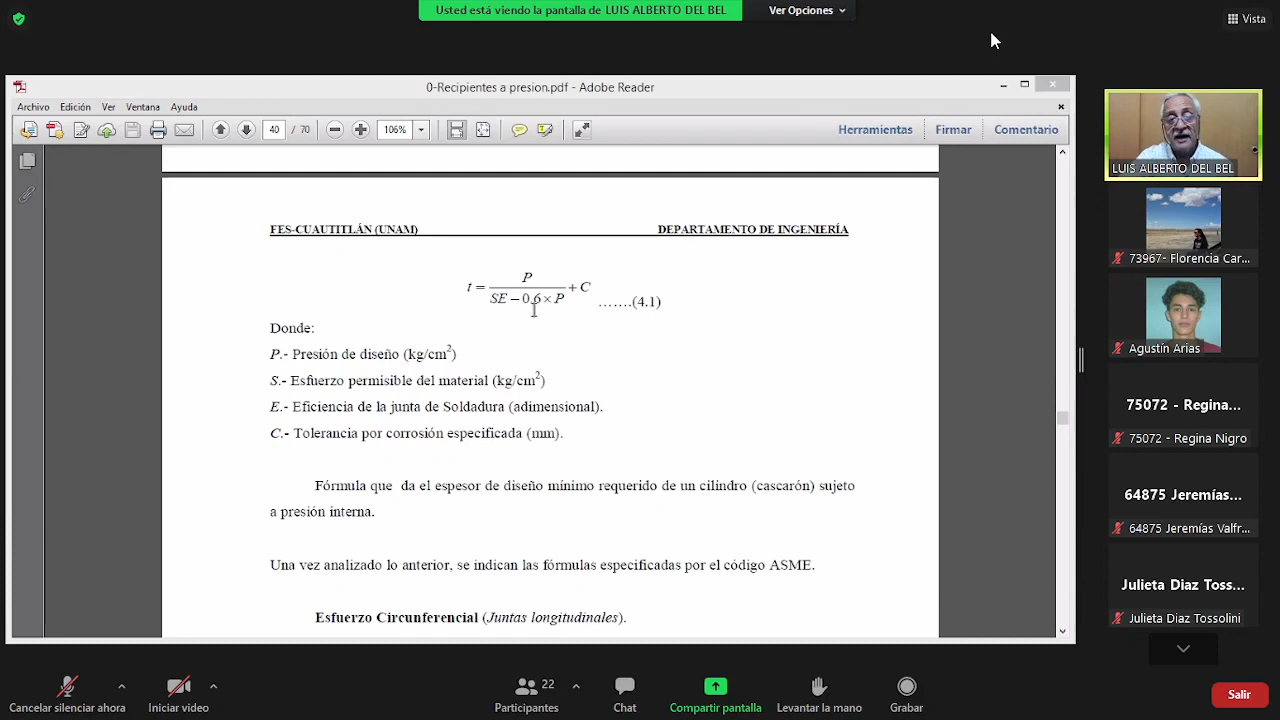 Usted está viendo la pantalla de LUIS ALBERTO DEL BEL
Ver Opciones
Vista
0-Recipientes a presion.pdf - Adobe Reader
Archivo Edición Ver Ventana Ayuda
40 / 70 106% Herramientas Firmar Comentario
FES-CUAUTITLÁN (UNAM) DEPARTAMENTO DE INGENIERÍA
t = P / (SE − 0.6 × P) + C .......(4.1)
Donde:
P.- Presión de diseño (kg/cm²)
S.- Esfuerzo permisible del material (kg/cm²)
E.- Eficiencia de la junta de Soldadura (adimensional).
C.- Tolerancia por corrosión especificada (mm).
Fórmula que da el espesor de diseño mínimo requerido de un cilindro (cascarón) sujeto
a presión interna.
Una vez analizado lo anterior, se indican las fórmulas especificadas por el código ASME.
Esfuerzo Circunferencial (Juntas longitudinales).
LUIS ALBERTO DEL BEL
73967- Florencia Car...
Agustín Arias
75072 - Regina...
75072 - Regina Nigro
64875 Jeremías...
64875 Jeremías Valfr...
Julieta Diaz Toss...
Julieta Diaz Tossolini
Cancelar silenciar ahora
Iniciar video
22
Participantes
Chat
Compartir pantalla
Levantar la mano
Grabar
Salir